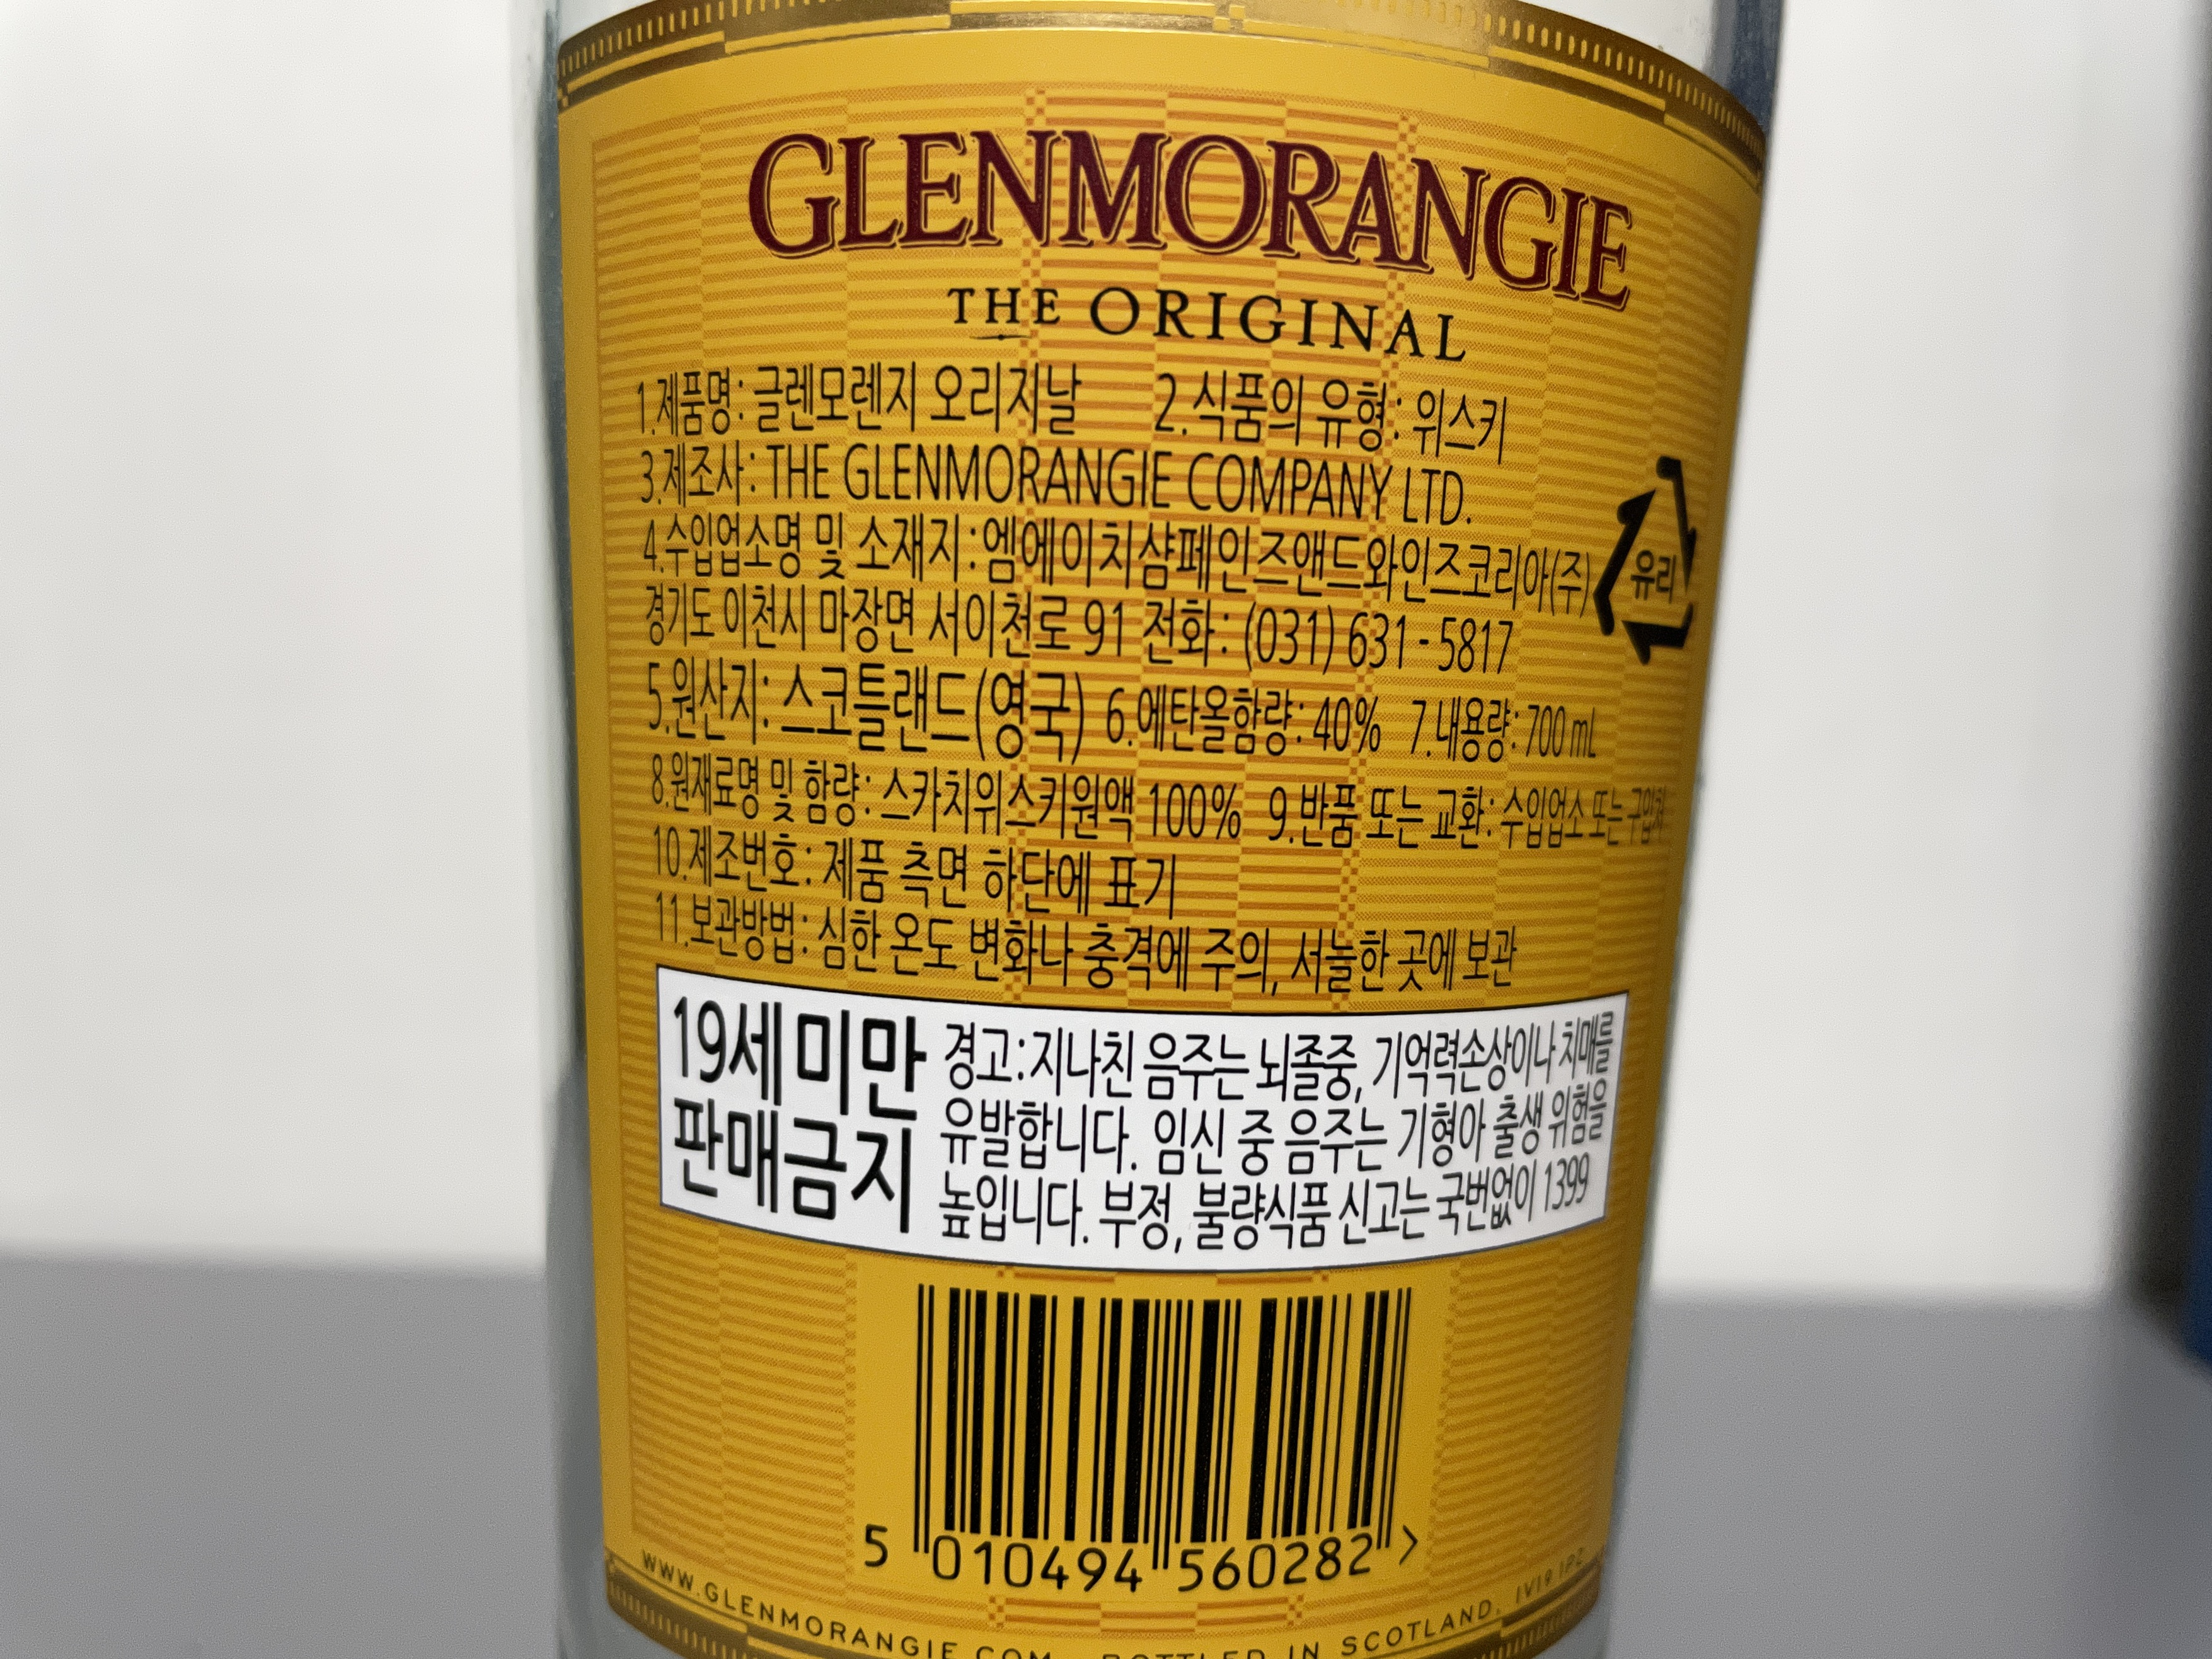 GLENMORANGIE
THE ORIGINAL
1.제품명: 글렌모렌지 오리지날 2.식품의 유형: 위스키
3.제조사: THE GLENMORANGIE COMPANY LTD.
4.수입업소명 및 소재지:엠에이치샴페인즈앤드와인즈코리아(주)
유리
경기도 이천시 마장면 서이천로 91 전화: (031) 631-5817
5.원산지: 스코틀랜드(영국) 6.에탄올함량: 40% 7.내용량: 700 mL
8.원재료명 및 함량: 스카치위스키원액 100% 9.반품 또는 교환: 수입업소 또는 구입처
10.제조번호: 제품 측면 하단에 표기
11.보관방법: 심한 온도 변화나 충격에 주의, 서늘한 곳에 보관
19세 미만
판매금지
경고:지나친 음주는 뇌졸중, 기억력손상이나 치매를
유발합니다. 임신 중 음주는 기형아 출생 위험을
높입니다. 부정, 불량식품 신고는 국번없이 1399
5 010494 560282 >
WWW.GLENMORANGIE.COM BOTTLED IN SCOTLAND, IV19 1PZ